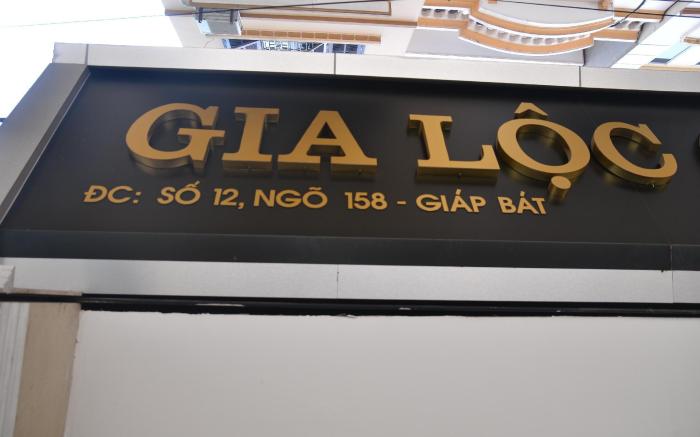 GIA LỘC
ĐC: SỐ 12, NGÕ 158 - GIÁP BÁT